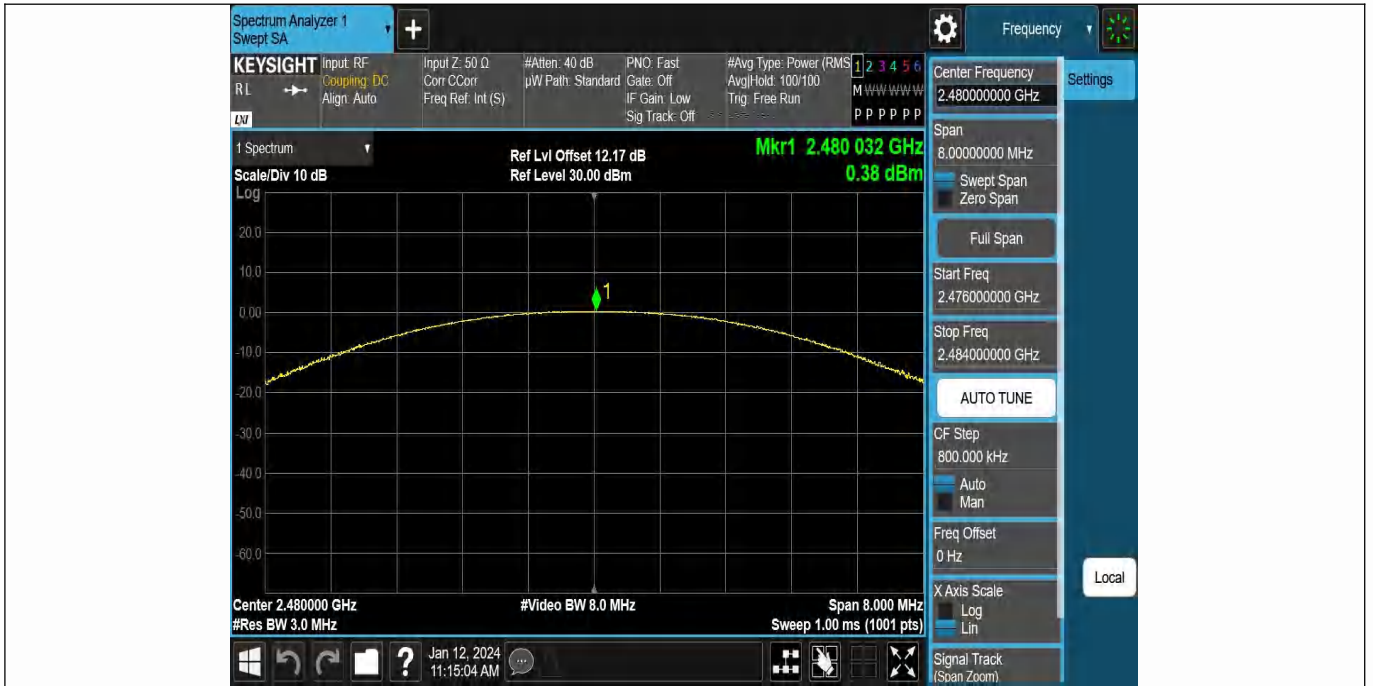 Spectrum Analyzer 1
Swept SA
+
Frequency
KEYSIGHT
RL
LXI
Input: RF
Coupling: DC
Align: Auto
Input Z: 50 Ω
Corr CCorr
Freq Ref: Int (S)
#Atten: 40 dB
µW Path: Standard
PNO: Fast
Gate: Off
IF Gain: Low
Sig Track: Off
#Avg Type: Power (RMS
Avg|Hold: 100/100
Trig: Free Run
1 2 3 4 5 6
M W W W W W
P P P P P P
1 Spectrum
Scale/Div 10 dB
Ref Lvl Offset 12.17 dB
Ref Level 30.00 dBm
Mkr1 2.480 032 GHz
0.38 dBm
Log
20.0
10.0
0.00
-10.0
-20.0
-30.0
-40.0
-50.0
-60.0
1
Center 2.480000 GHz
#Res BW 3.0 MHz
#Video BW 8.0 MHz
Span 8.000 MHz
Sweep 1.00 ms (1001 pts)
Center Frequency
2.480000000 GHz
Settings
Span
8.00000000 MHz
Swept Span
Zero Span
Full Span
Start Freq
2.476000000 GHz
Stop Freq
2.484000000 GHz
AUTO TUNE
CF Step
800.000 kHz
Auto
Man
Freq Offset
0 Hz
X Axis Scale
Log
Lin
Signal Track
(Span Zoom)
Local
?
Jan 12, 2024
11:15:04 AM